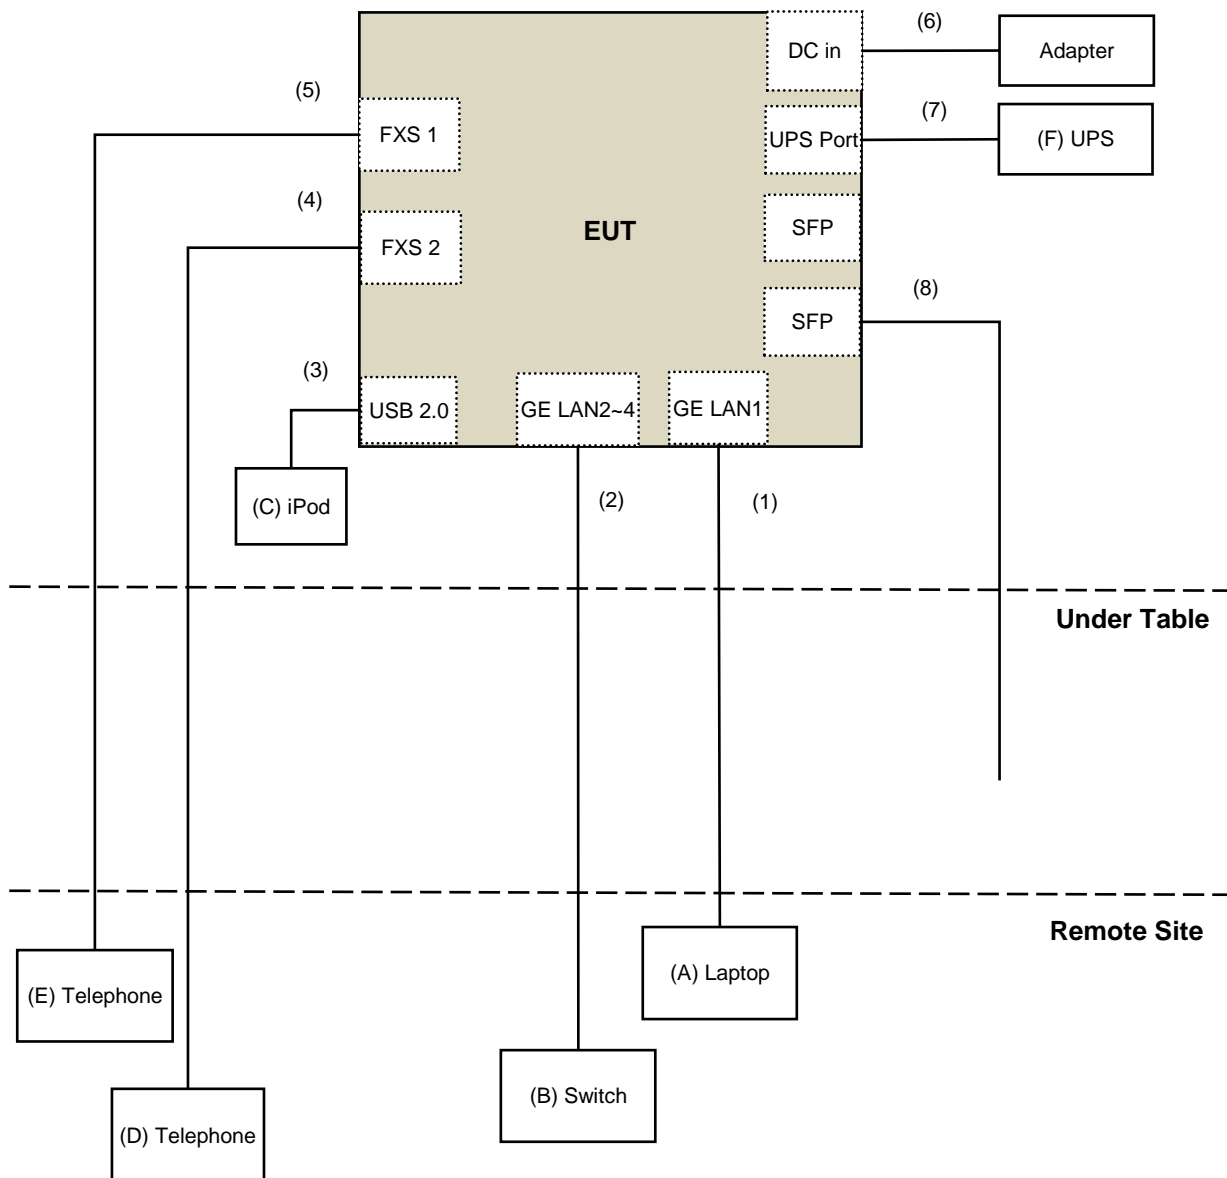 (6)
DC in
Adapter
(5)
(7)
FXS 1
UPS Port
(F) UPS
(4)
EUT
SFP
FXS 2
(8)
SFP
(3)
USB 2.0
GE LAN2~4
GE LAN1
(C) iPod
(2)
(1)
Under Table
Remote Site
(A) Laptop
(E) Telephone
(B) Switch
(D) Telephone